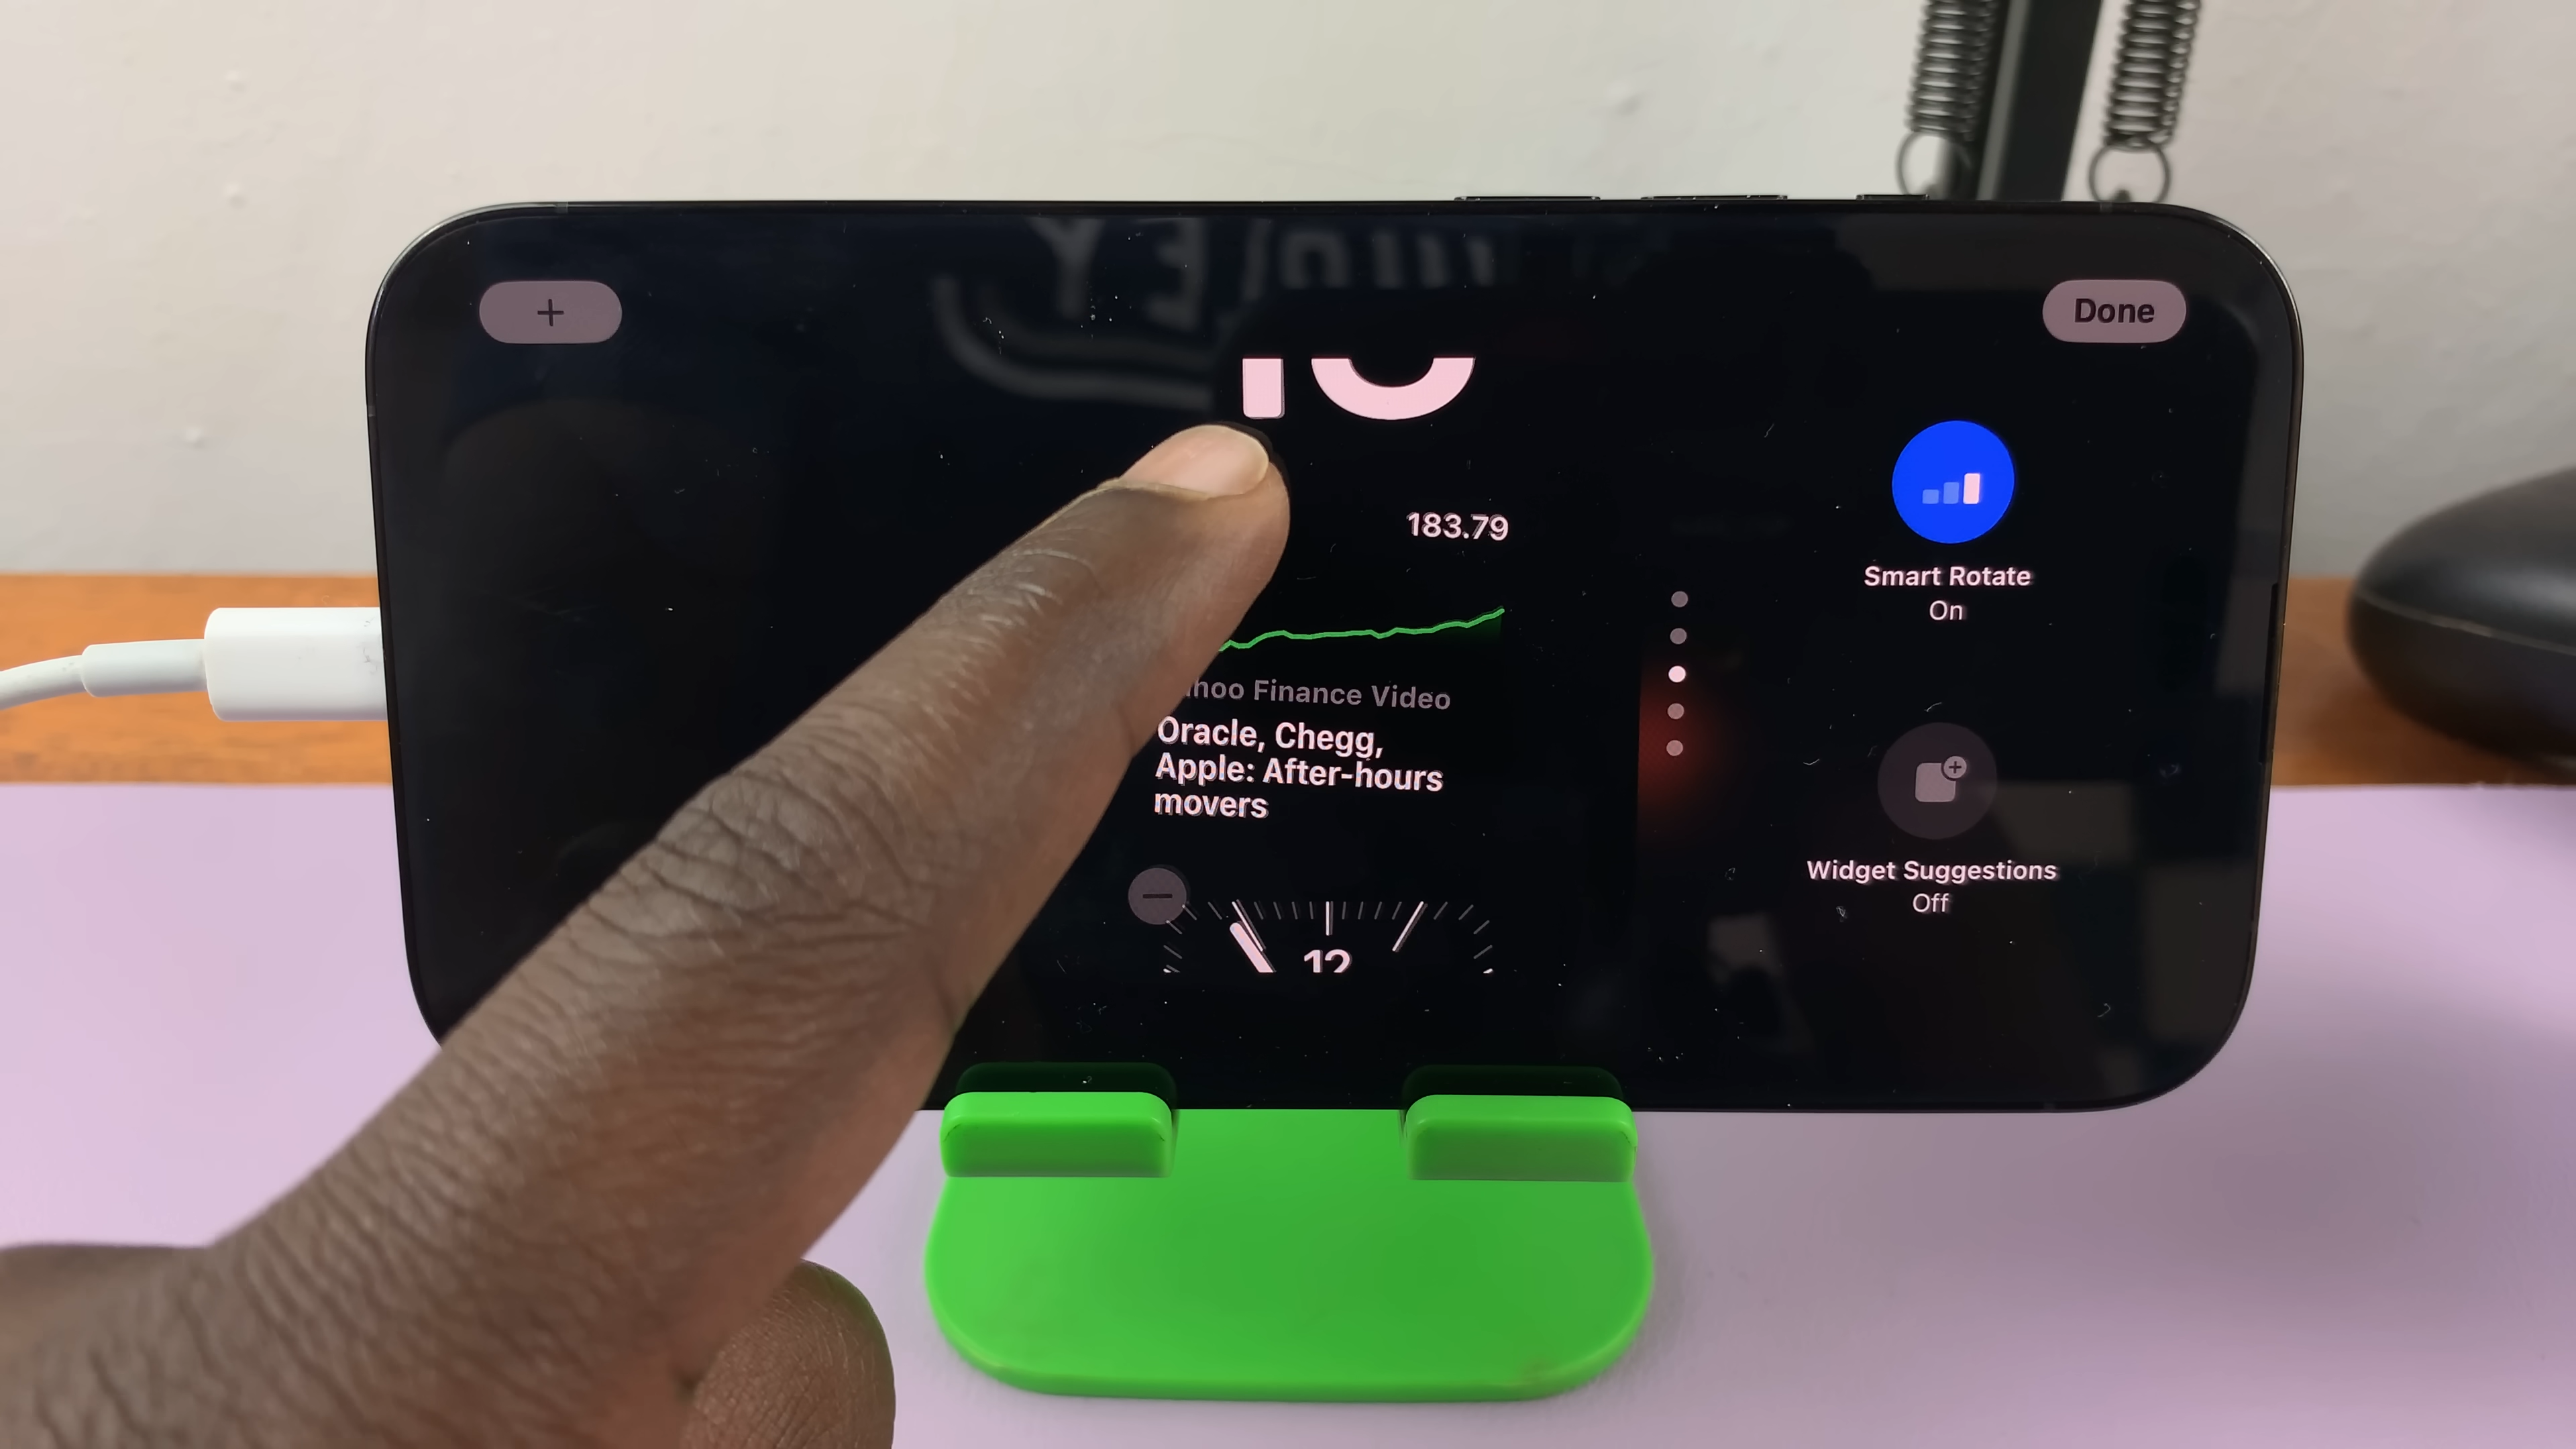 +
Done
10
183.79
hoo Finance Video
Oracle, Chegg,
Apple: After-hours
movers
12
Smart Rotate
On
Widget Suggestions
Off